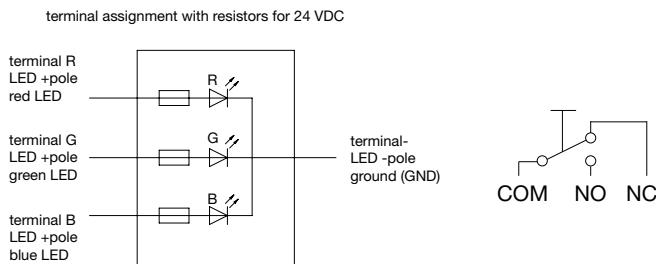 terminal assignment with resistors for 24 VDC
terminal R
LED +pole
red LED
R
terminal G
LED +pole
green LED
G
terminal-
LED -pole
ground (GND)
terminal B
LED +pole
blue LED
B
COM NO NC